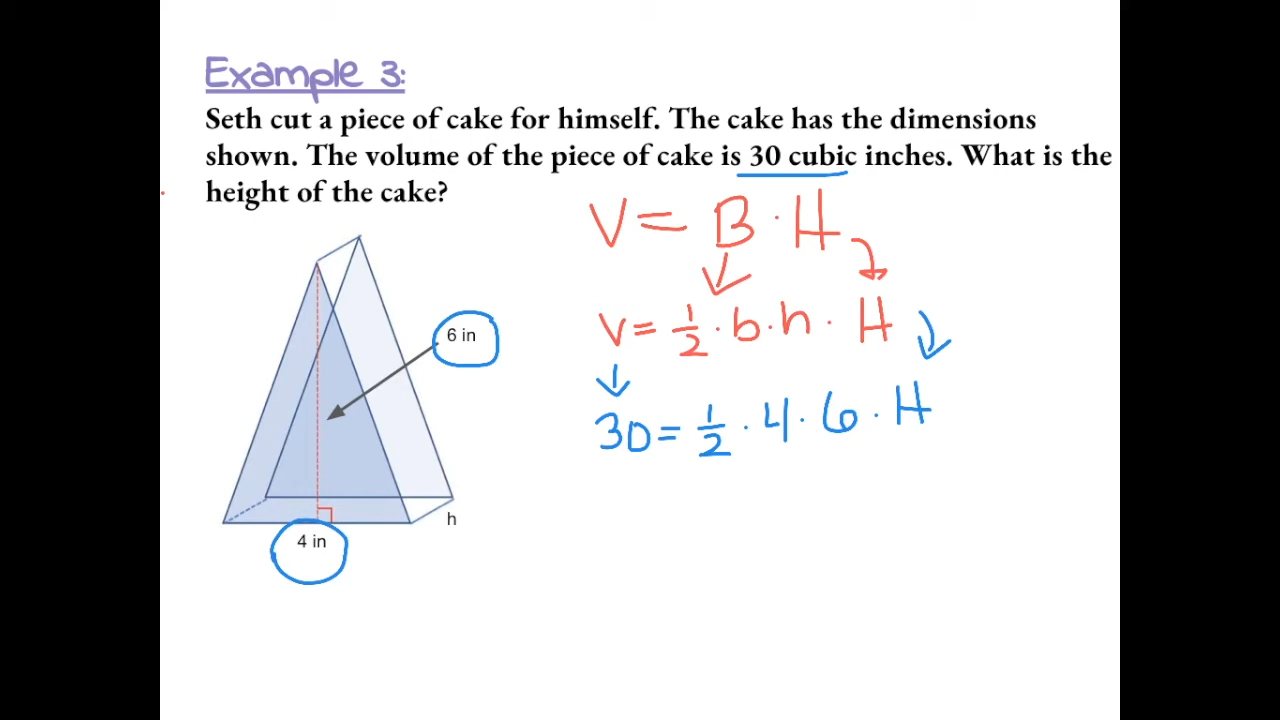 Example 3:
Seth cut a piece of cake for himself. The cake has the dimensions
shown. The volume of the piece of cake is 30 cubic inches. What is the
height of the cake?
V = B · H
V = 1/2 · b · h · H
30 = 1/2 · 4 · 6 · H
6 in
h
4 in